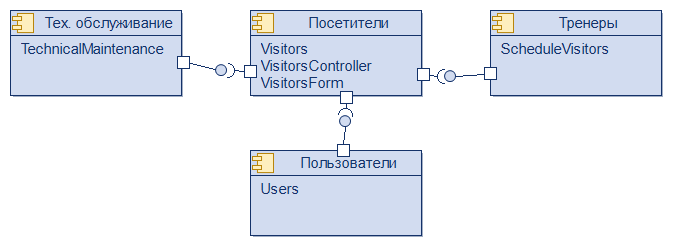 Тех. обслуживание
TechnicalMaintenance
Посетители
Visitors
VisitorsController
VisitorsForm
Тренеры
ScheduleVisitors
Пользователи
Users